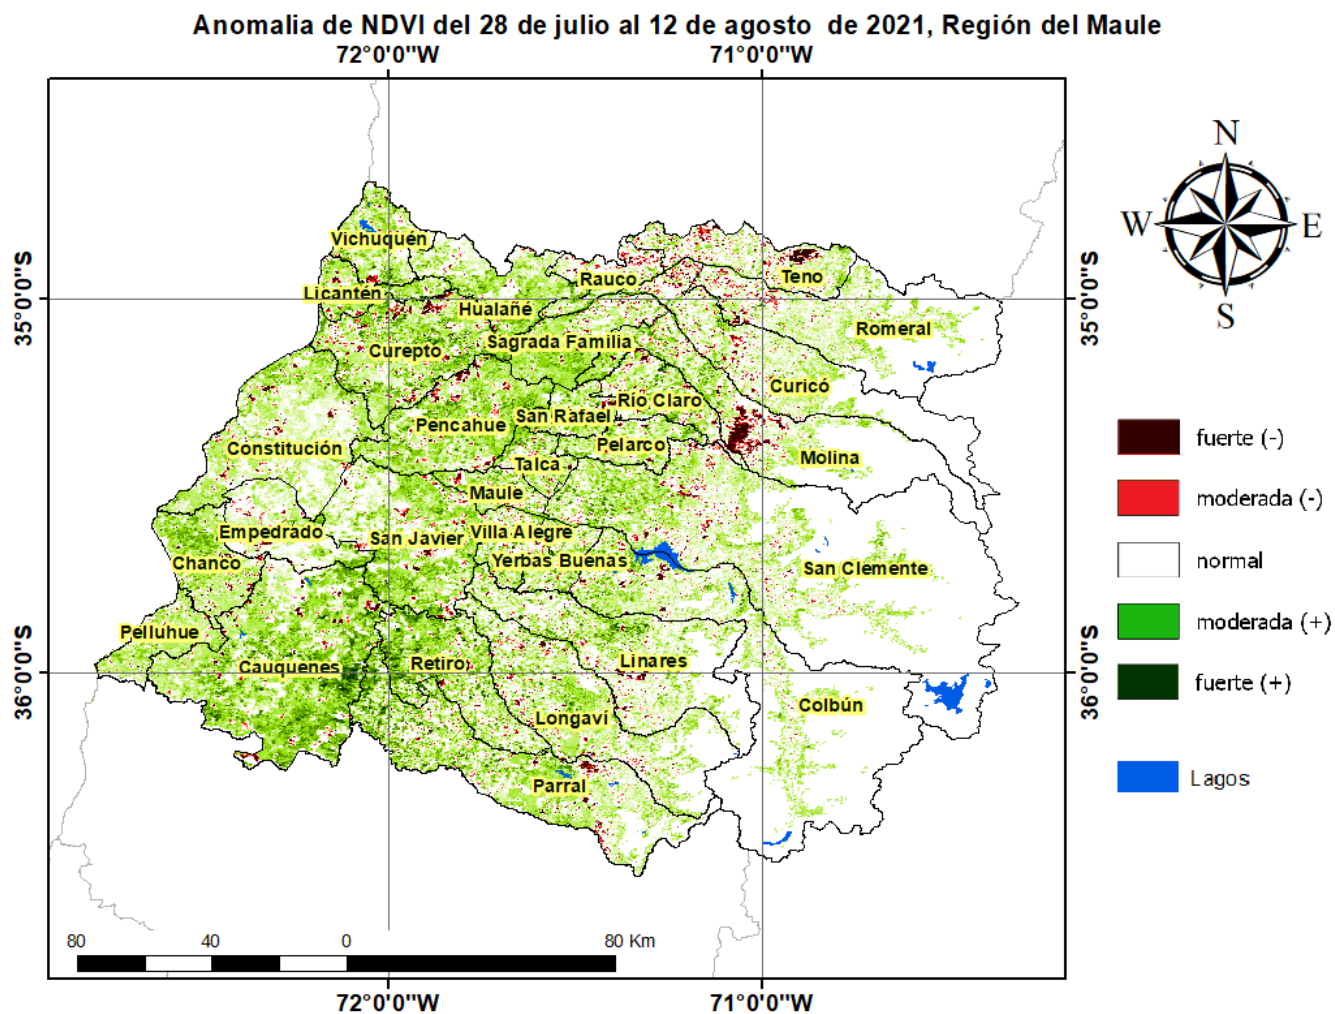 Anomalia de NDVI del 28 de julio al 12 de agosto  de 2021, Región del Maule
72°0'0"W
71°0'0"W
N
W
E
S
35°0'0"S
35°0'0"S
36°0'0"S
36°0'0"S
Vichuquén
Licantén
Rauco
Teno
Hualañé
Romeral
Sagrada Familia
Curepto
Curicó
Río Claro
San Rafael
Pencahue
Pelarco
Constitución
Molina
Talca
Maule
Empedrado
San Javier
Villa Alegre
Chanco
Yerbas Buenas
San Clemente
Pelluhue
Cauquenes
Retiro
Linares
Colbún
Longaví
Parral
fuerte (-)
moderada (-)
normal
moderada (+)
fuerte (+)
Lagos
80
40
0
80 Km
72°0'0"W
71°0'0"W